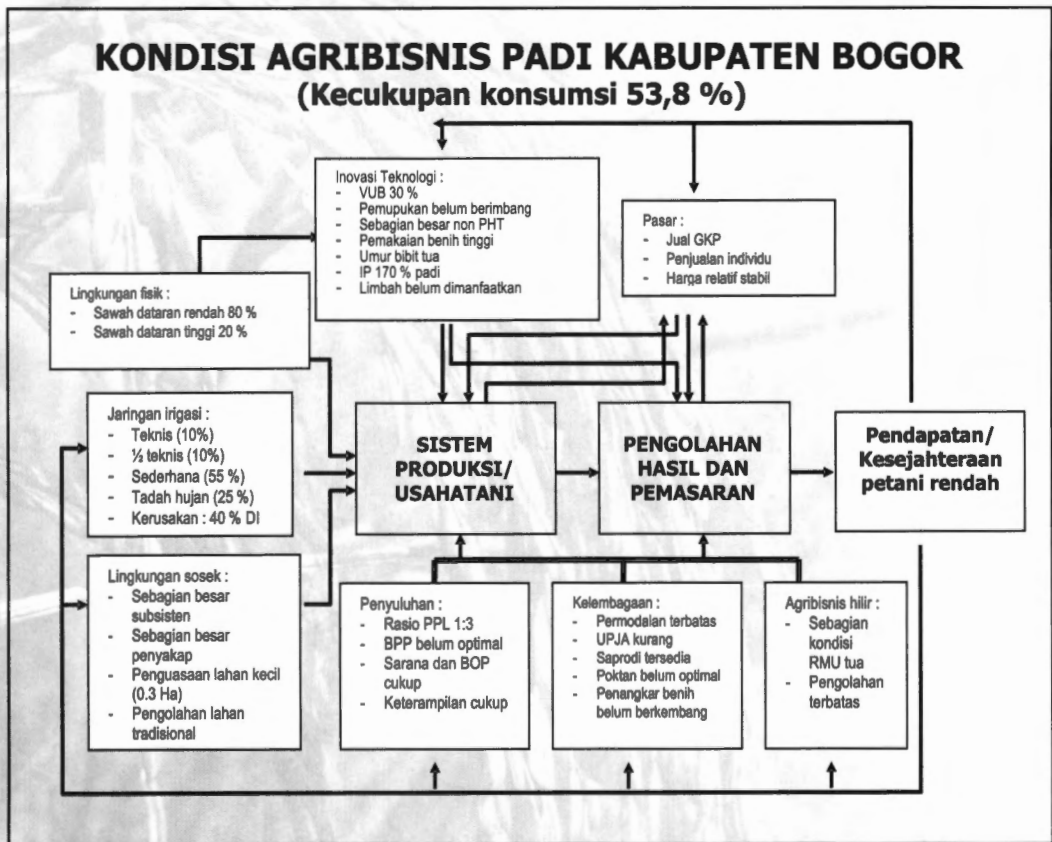 KONDISI AGRIBISNIS PADI KABUPATEN BOGOR
(Kecukupan konsumsi 53,8 %)
Inovasi Teknologi :
- VUB 30 %
- Pemupukan belum berimbang
- Sebagian besar non PHT
- Pemakaian benih tinggi
- Umur bibit tua
- IP 170 % padi
- Limbah belum dimanfaatkan
Pasar :
- Jual GKP
- Penjualan individu
- Harga relatif stabil
Lingkungan fisik :
- Sawah dataran rendah 80 %
- Sawah dataran tinggi 20 %
Jaringan irigasi :
- Teknis (10%)
- ½ teknis (10%)
- Sederhana (55 %)
- Tadah hujan (25 %)
- Kerusakan : 40 % DI
SISTEM
PRODUKSI/
USAHATANI
PENGOLAHAN
HASIL DAN
PEMASARAN
Pendapatan/
Kesejahteraan
petani rendah
Lingkungan sosek :
- Sebagian besar
subsisten
- Sebagian besar
penyakap
- Penguasaan lahan kecil
(0.3 Ha)
- Pengolahan lahan
tradisional
Penyuluhan :
- Rasio PPL 1:3
- BPP belum optimal
- Sarana dan BOP
cukup
- Keterampilan cukup
Kelembagaan :
- Permodalan terbatas
- UPJA kurang
- Saprodi tersedia
- Poktan belum optimal
- Penangkar benih
belum berkembang
Agribisnis hilir :
- Sebagian
kondisi
RMU tua
- Pengolahan
terbatas